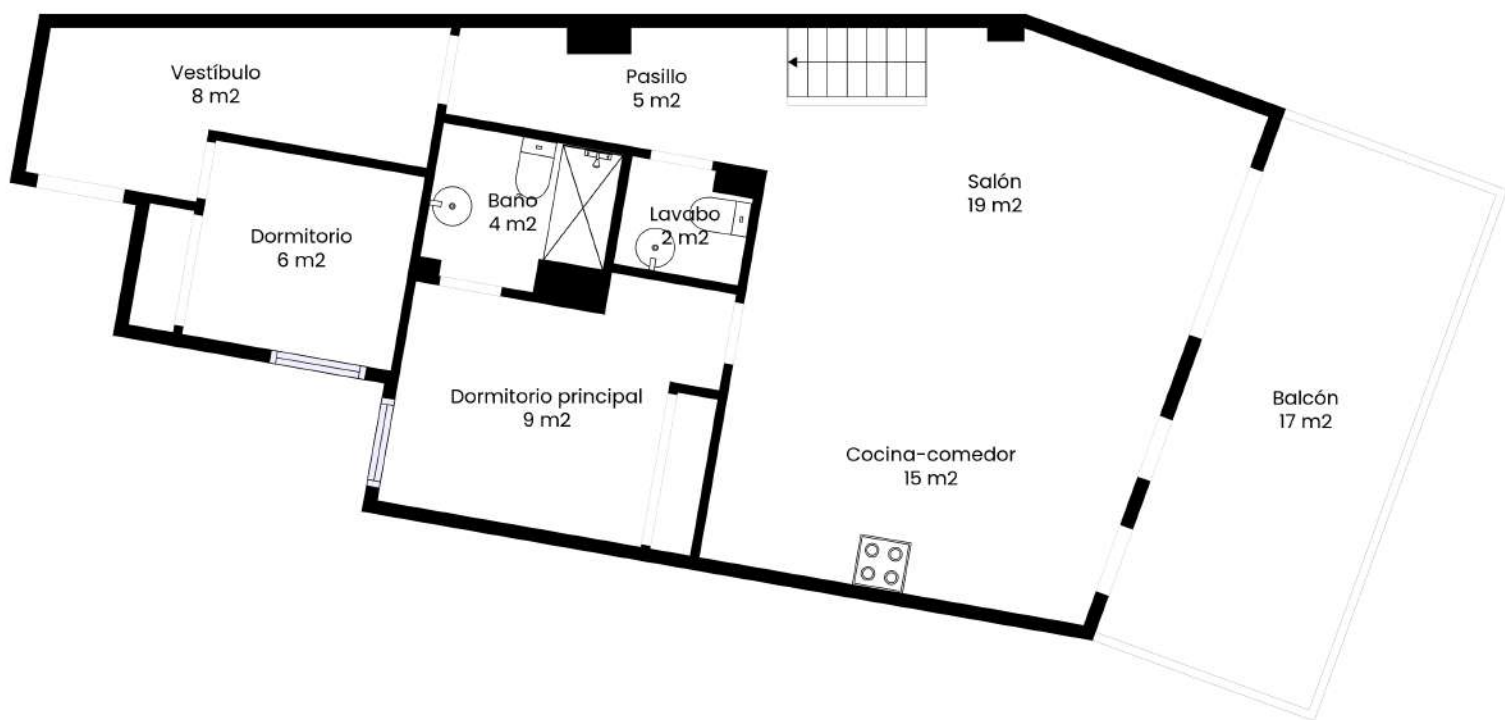 Vestíbulo
8 m2
Pasillo
5 m2
Salón
19 m2
Baño
4 m2
Lavabo
2 m2
Dormitorio
6 m2
Dormitorio principal
9 m2
Balcón
17 m2
Cocina-comedor
15 m2